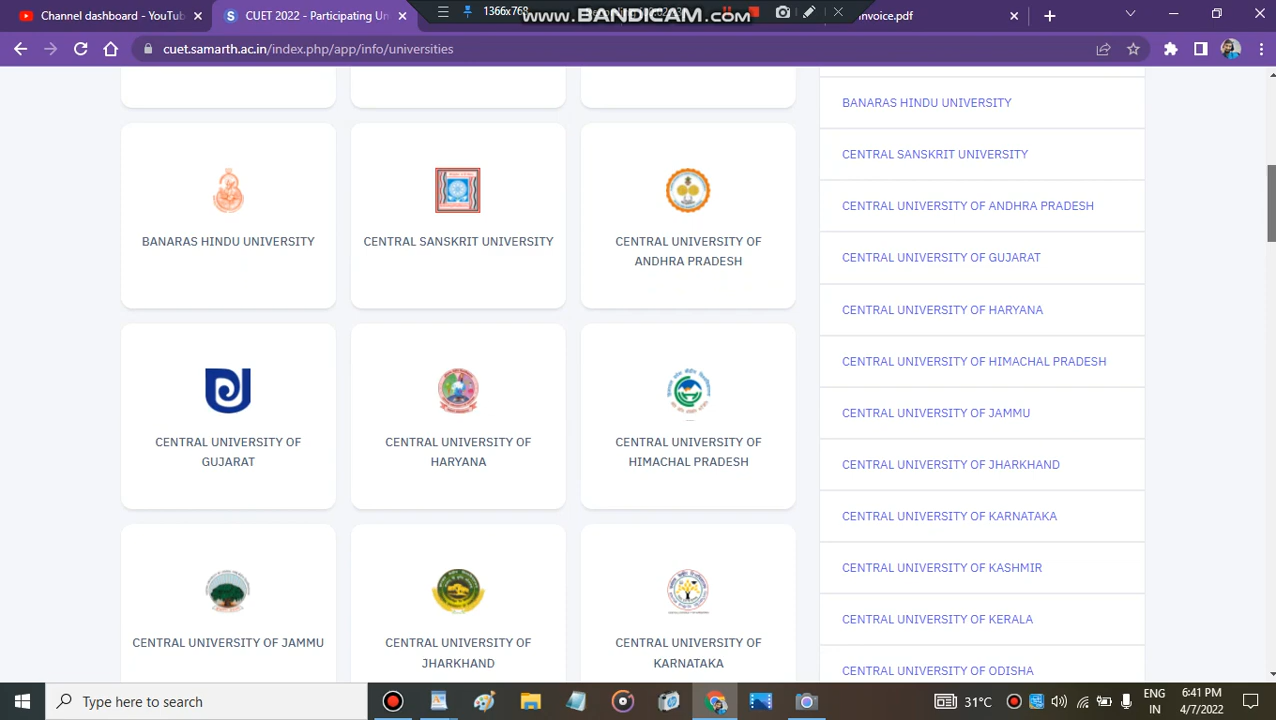 Channel dashboard - YouTube
CUET 2022 - Participating Un
1366x768
www.BANDICAM.com
invoice.pdf
cuet.samarth.ac.in/index.php/app/info/universities
BANARAS HINDU UNIVERSITY
CENTRAL SANSKRIT UNIVERSITY
CENTRAL UNIVERSITY OF
ANDHRA PRADESH
CENTRAL UNIVERSITY OF
GUJARAT
CENTRAL UNIVERSITY OF
HARYANA
CENTRAL UNIVERSITY OF
HIMACHAL PRADESH
CENTRAL UNIVERSITY OF JAMMU
CENTRAL UNIVERSITY OF
JHARKHAND
CENTRAL UNIVERSITY OF
KARNATAKA
BANARAS HINDU UNIVERSITY
CENTRAL SANSKRIT UNIVERSITY
CENTRAL UNIVERSITY OF ANDHRA PRADESH
CENTRAL UNIVERSITY OF GUJARAT
CENTRAL UNIVERSITY OF HARYANA
CENTRAL UNIVERSITY OF HIMACHAL PRADESH
CENTRAL UNIVERSITY OF JAMMU
CENTRAL UNIVERSITY OF JHARKHAND
CENTRAL UNIVERSITY OF KARNATAKA
CENTRAL UNIVERSITY OF KASHMIR
CENTRAL UNIVERSITY OF KERALA
CENTRAL UNIVERSITY OF ODISHA
Type here to search
31°C
ENG
IN
6:41 PM
4/7/2022